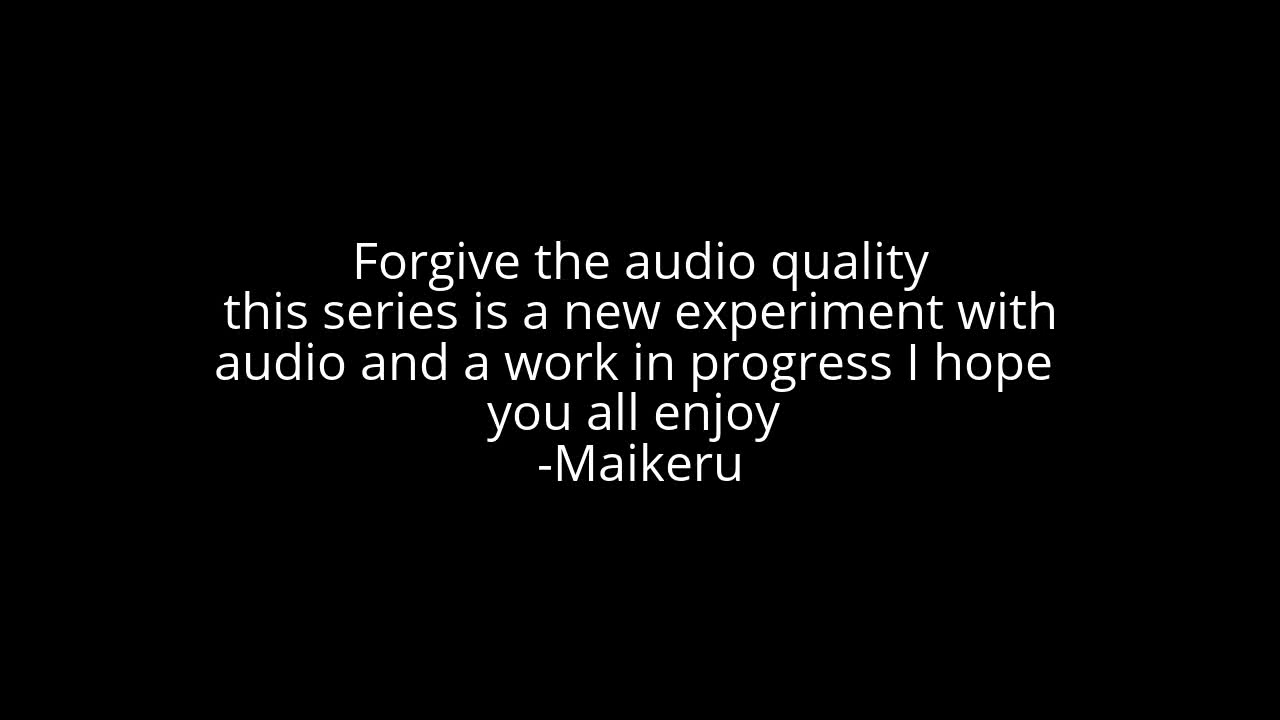 Forgive the audio quality
this series is a new experiment with
audio and a work in progress I hope
you all enjoy
-Maikeru